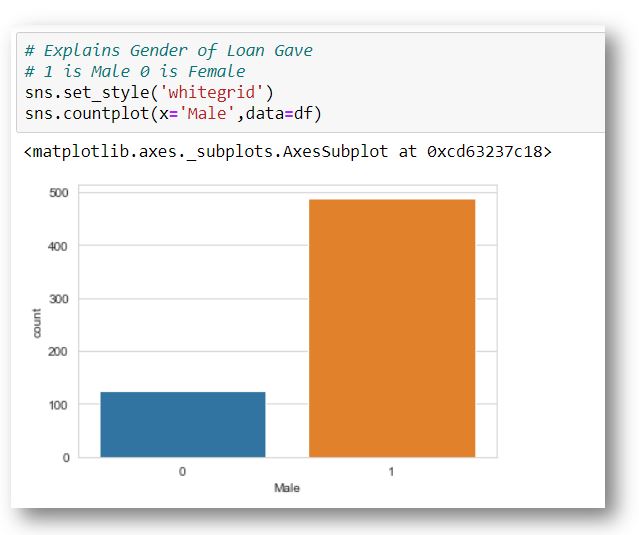 # Explains Gender of Loan Gave
# 1 is Male 0 is Female
sns.set_style('whitegrid')
sns.countplot(x='Male',data=df)
<matplotlib.axes._subplots.AxesSubplot at 0xcd63237c18>
500
400
300
200
100
0
count
0 1
Male